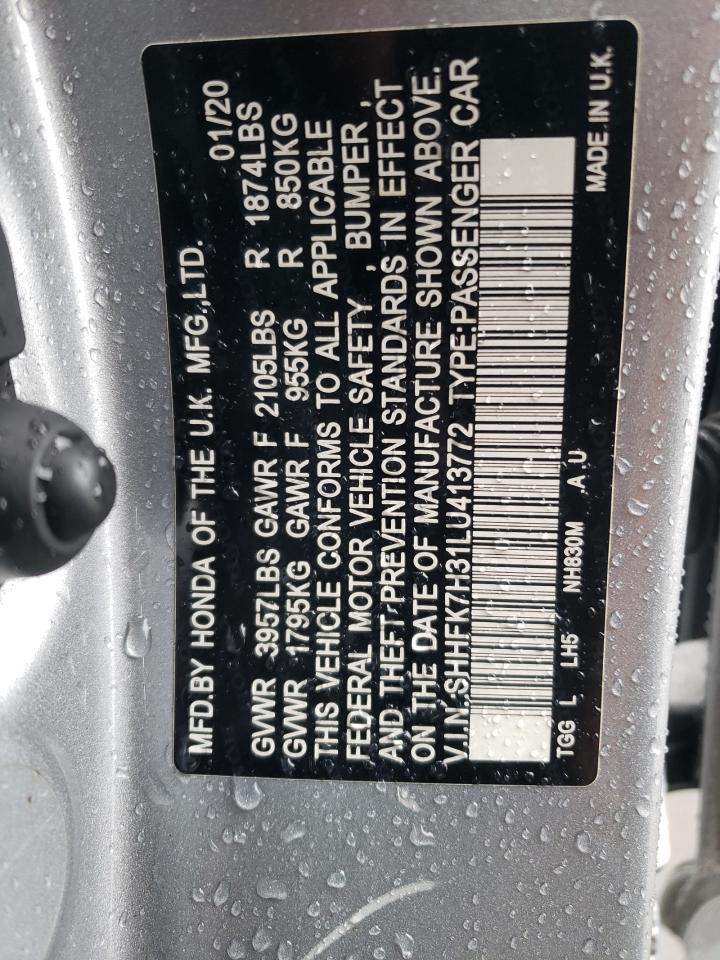 MFD.BY HONDA OF THE U.K. MFG.,LTD. 01/20
GVWR 3957LBS GAWR F 2105LBS R 1874LBS
GVWR 1795KG GAWR F 955KG R 850KG
THIS VEHICLE CONFORMS TO ALL APPLICABLE
FEDERAL MOTOR VEHICLE SAFETY , BUMPER ,
AND THEFT PREVENTION STANDARDS IN EFFECT
ON THE DATE OF MANUFACTURE SHOWN ABOVE.
V.I.N.:SHHFK7H31LU413772 TYPE:PASSENGER CAR
TGG L LH5 NH830M A U MADE IN U.K.